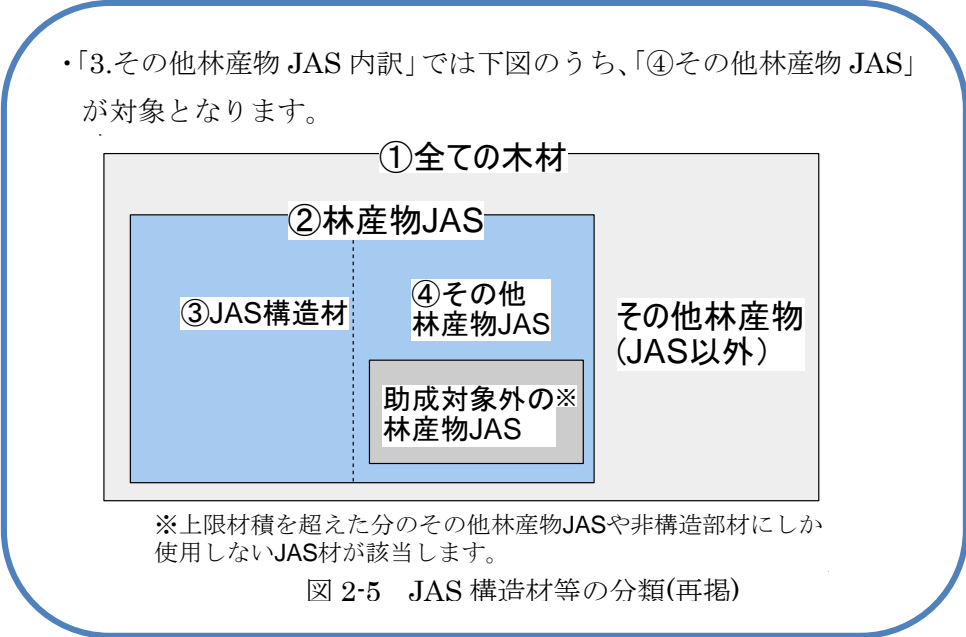 ・「3.その他林産物 JAS 内訳」では下図のうち、「④その他林産物 JAS」
が対象となります。
①全ての木材
②林産物JAS
③JAS構造材
④その他
林産物JAS
その他林産物
(JAS以外）
助成対象外の※
林産物JAS
※上限材積を超えた分のその他林産物JASや非構造部材にしか
使用しないJAS材が該当します。
図 2-5　JAS 構造材等の分類(再掲)